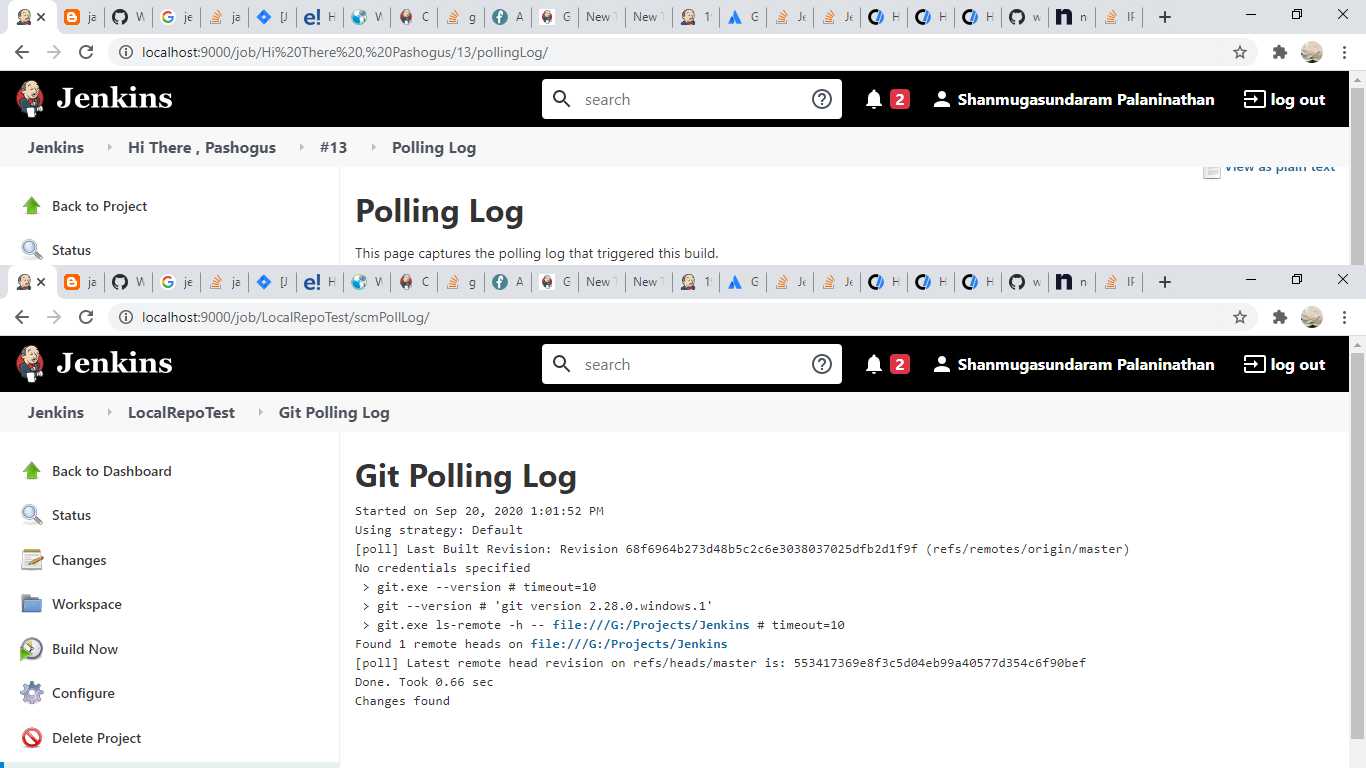 ja
W
G je
ja
[J
e! H
W
C
g
A
G
New T
New T
1
G
Je
Je
H
H
H
w
n n
IF
localhost:9000/job/Hi%20There%20,%20Pashogus/13/pollingLog/
Jenkins
search
2
Shanmugasundaram Palaninathan
log out
Jenkins
Hi There , Pashogus
#13
Polling Log
View as plain text
Back to Project
Polling Log
Status
This page captures the polling log that triggered this build.
ja
W
G je
ja
[J
e! H
W
C
g
A
G
New T
New T
1
G
Je
Je
H
H
H
w
n n
IF
localhost:9000/job/LocalRepoTest/scmPollLog/
Jenkins
search
2
Shanmugasundaram Palaninathan
log out
Jenkins
LocalRepoTest
Git Polling Log
Back to Dashboard
Status
Changes
Workspace
Build Now
Configure
Delete Project
Git Polling Log
Started on Sep 20, 2020 1:01:52 PM
Using strategy: Default
[poll] Last Built Revision: Revision 68f6964b273d48b5c2c6e3038037025dfb2d1f9f (refs/remotes/origin/master)
No credentials specified
> git.exe --version # timeout=10
> git --version # 'git version 2.28.0.windows.1'
> git.exe ls-remote -h -- file:///G:/Projects/Jenkins # timeout=10
Found 1 remote heads on file:///G:/Projects/Jenkins
[poll] Latest remote head revision on refs/heads/master is: 553417369e8f3c5d04eb99a40577d354c6f90bef
Done. Took 0.66 sec
Changes found